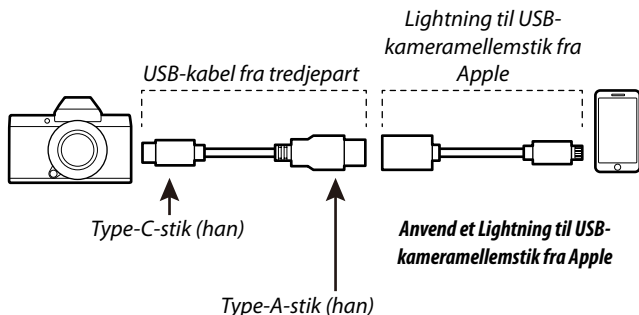 Lightning til USB-
kameramellemstik fra
Apple
USB-kabel fra tredjepart
Type-C-stik (han)
Anvend et Lightning til USB-
kameramellemstik fra Apple
Type-A-stik (han)